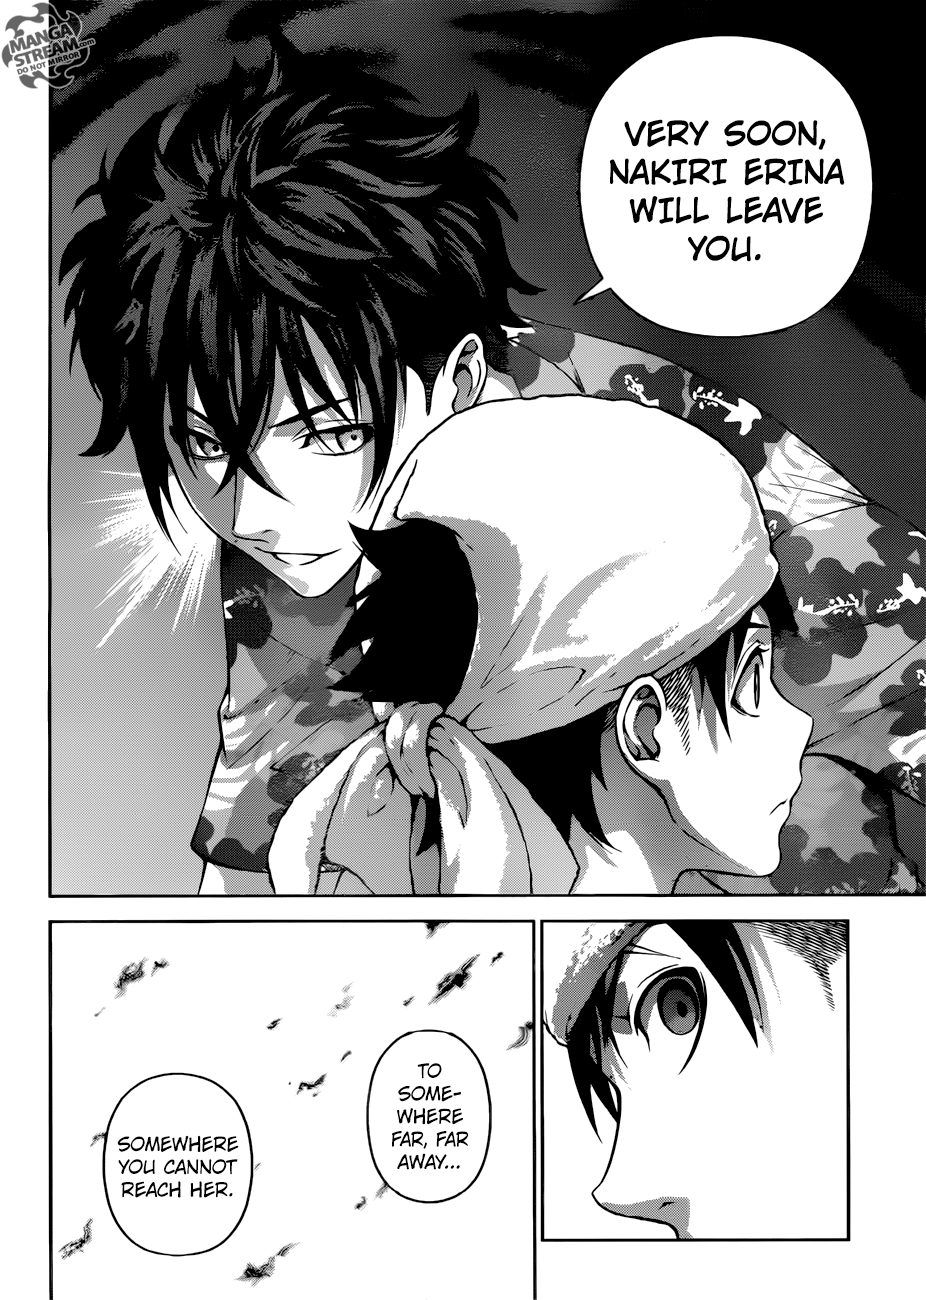 MANGA
STREAM.com
DO NOT MIRROR
VERY SOON,
NAKIRI ERINA
WILL LEAVE
YOU.
TO
SOME-
WHERE
FAR, FAR
AWAY...
SOMEWHERE
YOU CANNOT
REACH HER.